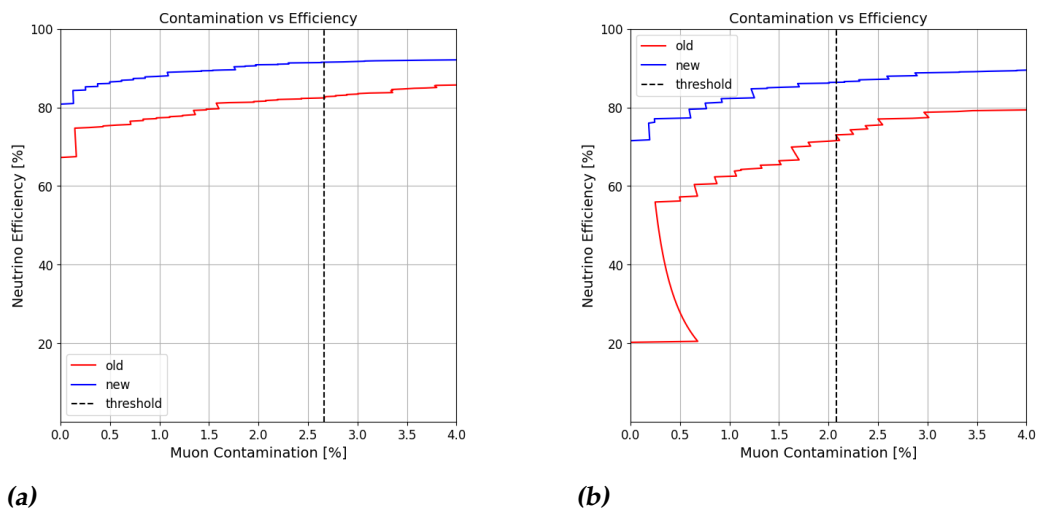 Contamination vs Efficiency
100
80
60
40
20
0.0 0.5 1.0 1.5 2.0 2.5 3.0 3.5 4.0
Neutrino Efficiency [%]
Muon Contamination [%]
old
new
threshold
(a)
Contamination vs Efficiency
old
new
threshold
100
80
60
40
20
0.0 0.5 1.0 1.5 2.0 2.5 3.0 3.5 4.0
Neutrino Efficiency [%]
Muon Contamination [%]
(b)